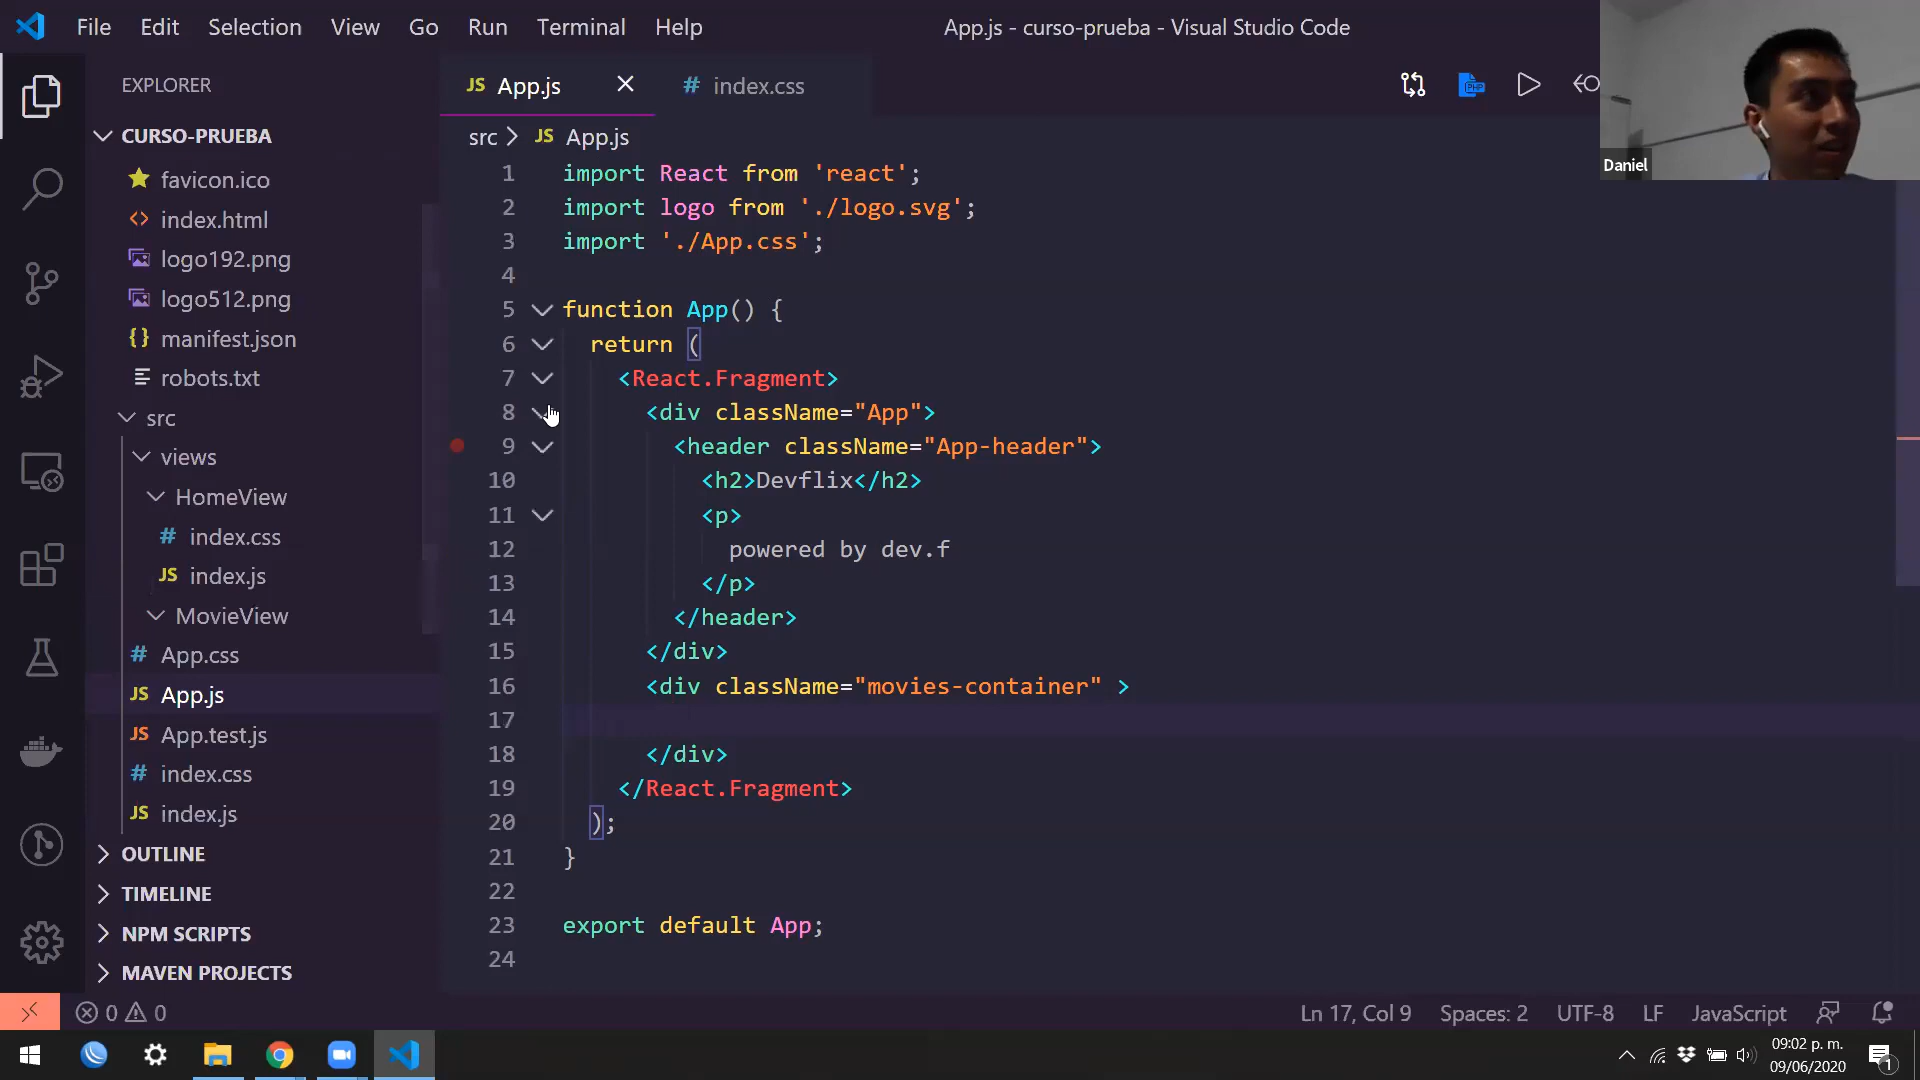 File Edit Selection View Go Run Terminal Help
App.js - curso-prueba - Visual Studio Code
Daniel
EXPLORER
CURSO-PRUEBA
favicon.ico
<> index.html
logo192.png
logo512.png
{} manifest.json
robots.txt
src
views
HomeView
# index.css
JS index.js
MovieView
# App.css
JS App.js
JS App.test.js
# index.css
JS index.js
OUTLINE
TIMELINE
NPM SCRIPTS
MAVEN PROJECTS
JS App.js
# index.css
PHP
src > JS App.js
1 import React from 'react';
2 import logo from './logo.svg';
3 import './App.css';
4
5 function App() {
6 return (
7 <React.Fragment>
8 <div className="App">
9 <header className="App-header">
10 <h2>Devflix</h2>
11 <p>
12 powered by dev.f
13 </p>
14 </header>
15 </div>
16 <div className="movies-container" >
17
18 </div>
19 </React.Fragment>
20 );
21 }
22
23 export default App;
24
0 0
Ln 17, Col 9 Spaces: 2 UTF-8 LF JavaScript
09:02 p. m.
09/06/2020
1